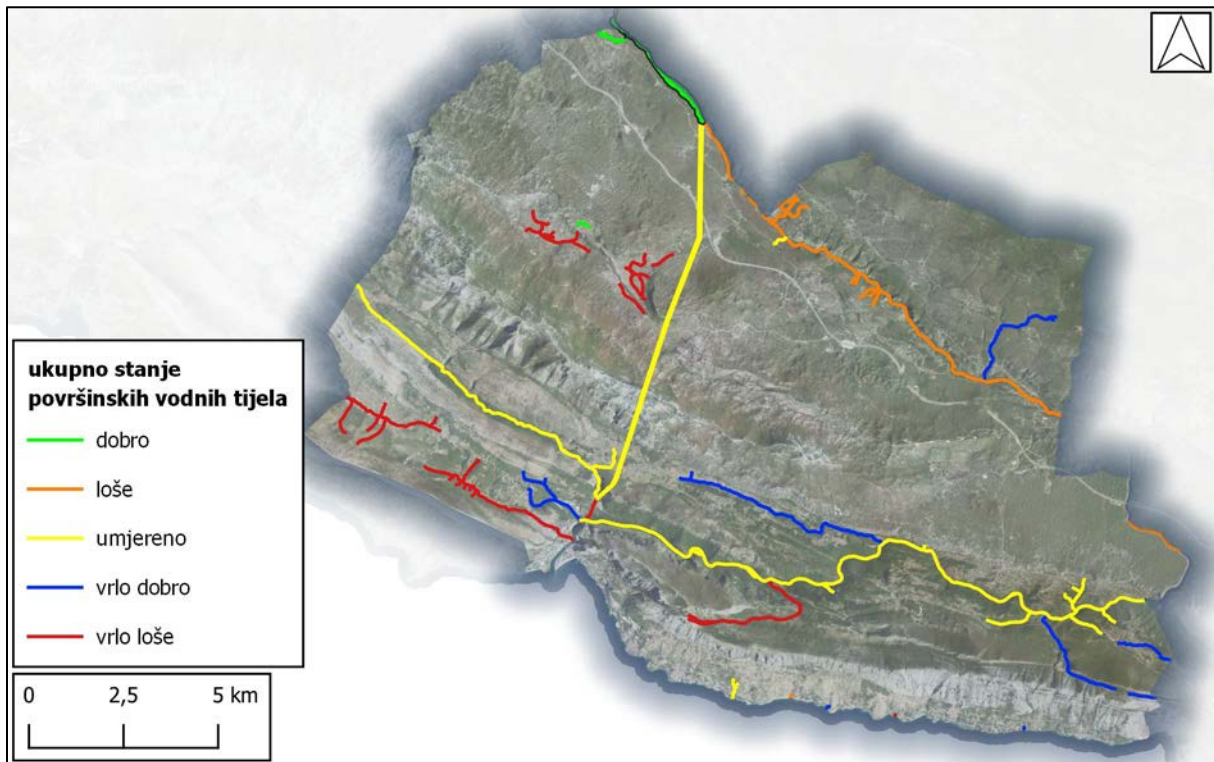 ukupno stanje
površinskih vodnih tijela
dobro
loše
umjereno
vrlo dobro
vrlo loše
0 2,5 5 km